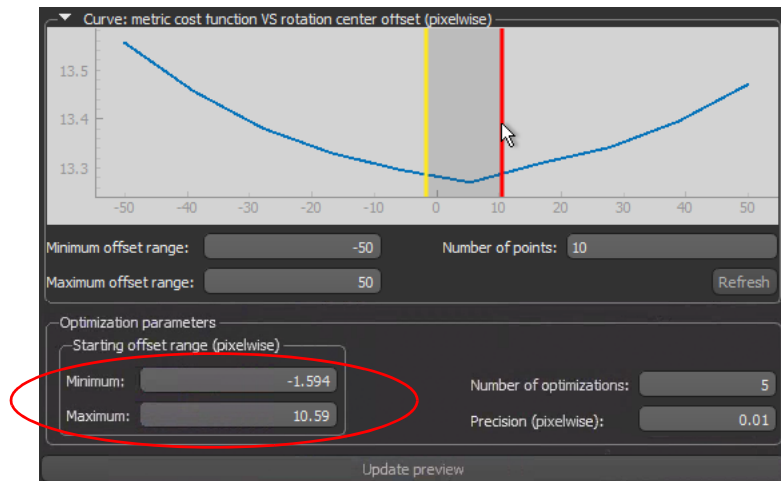 Curve: metric cost function VS rotation center offset (pixelwise)
13.5
13.4
13.3
-50 -40 -30 -20 -10 0 10 20 30 40 50
Minimum offset range: -50 Number of points: 10
Maximum offset range: 50 Refresh
Optimization parameters
Starting offset range (pixelwise)
Minimum: -1.594 Number of optimizations: 5
Maximum: 10.59 Precision (pixelwise): 0.01
Update preview